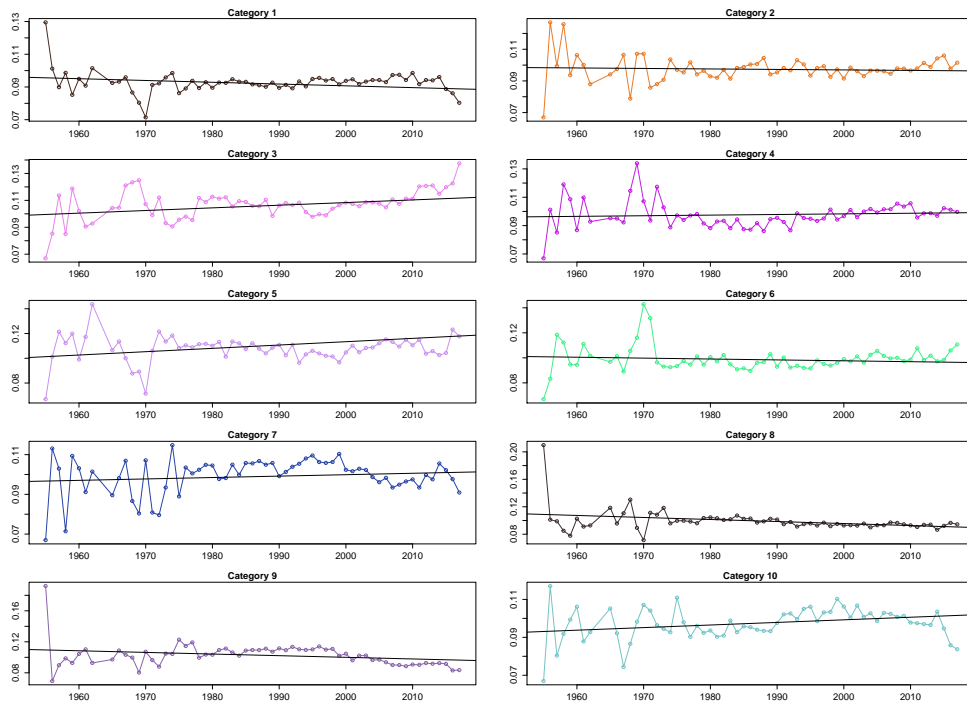 Category 1
0.07 0.09 0.11 0.13
1960 1970 1980 1990 2000 2010
Category 2
0.07 0.09 0.11 0.13
1960 1970 1980 1990 2000 2010
Category 3
0.07 0.09 0.11 0.13
1960 1970 1980 1990 2000 2010
Category 4
0.07 0.09 0.11 0.13
1960 1970 1980 1990 2000 2010
Category 5
0.08 0.12
1960 1970 1980 1990 2000 2010
Category 6
0.08 0.12
1960 1970 1980 1990 2000 2010
Category 7
0.07 0.09 0.11
1960 1970 1980 1990 2000 2010
Category 8
0.08 0.12 0.16 0.20
1960 1970 1980 1990 2000 2010
Category 9
0.08 0.12 0.16
1960 1970 1980 1990 2000 2010
Category 10
0.07 0.09 0.11
1960 1970 1980 1990 2000 2010